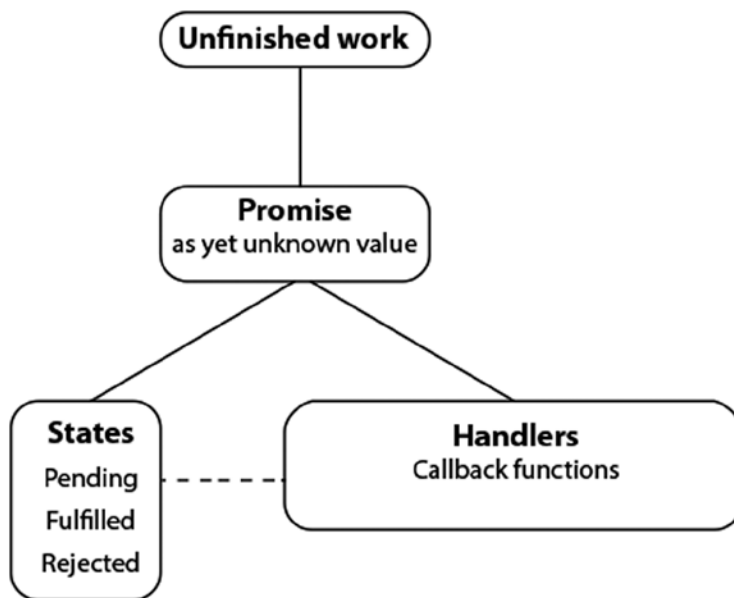 Unfinished work
Promise
as yet unknown value
States
Pending
Fulfilled
Rejected
Handlers
Callback functions